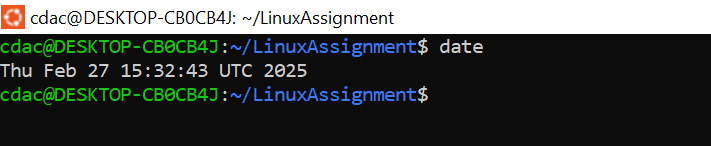 cdac@DESKTOP-CB0CB4J: ~/LinuxAssignment
cdac@DESKTOP-CB0CB4J:~/LinuxAssignment$ date
Thu Feb 27 15:32:43 UTC 2025
cdac@DESKTOP-CB0CB4J:~/LinuxAssignment$